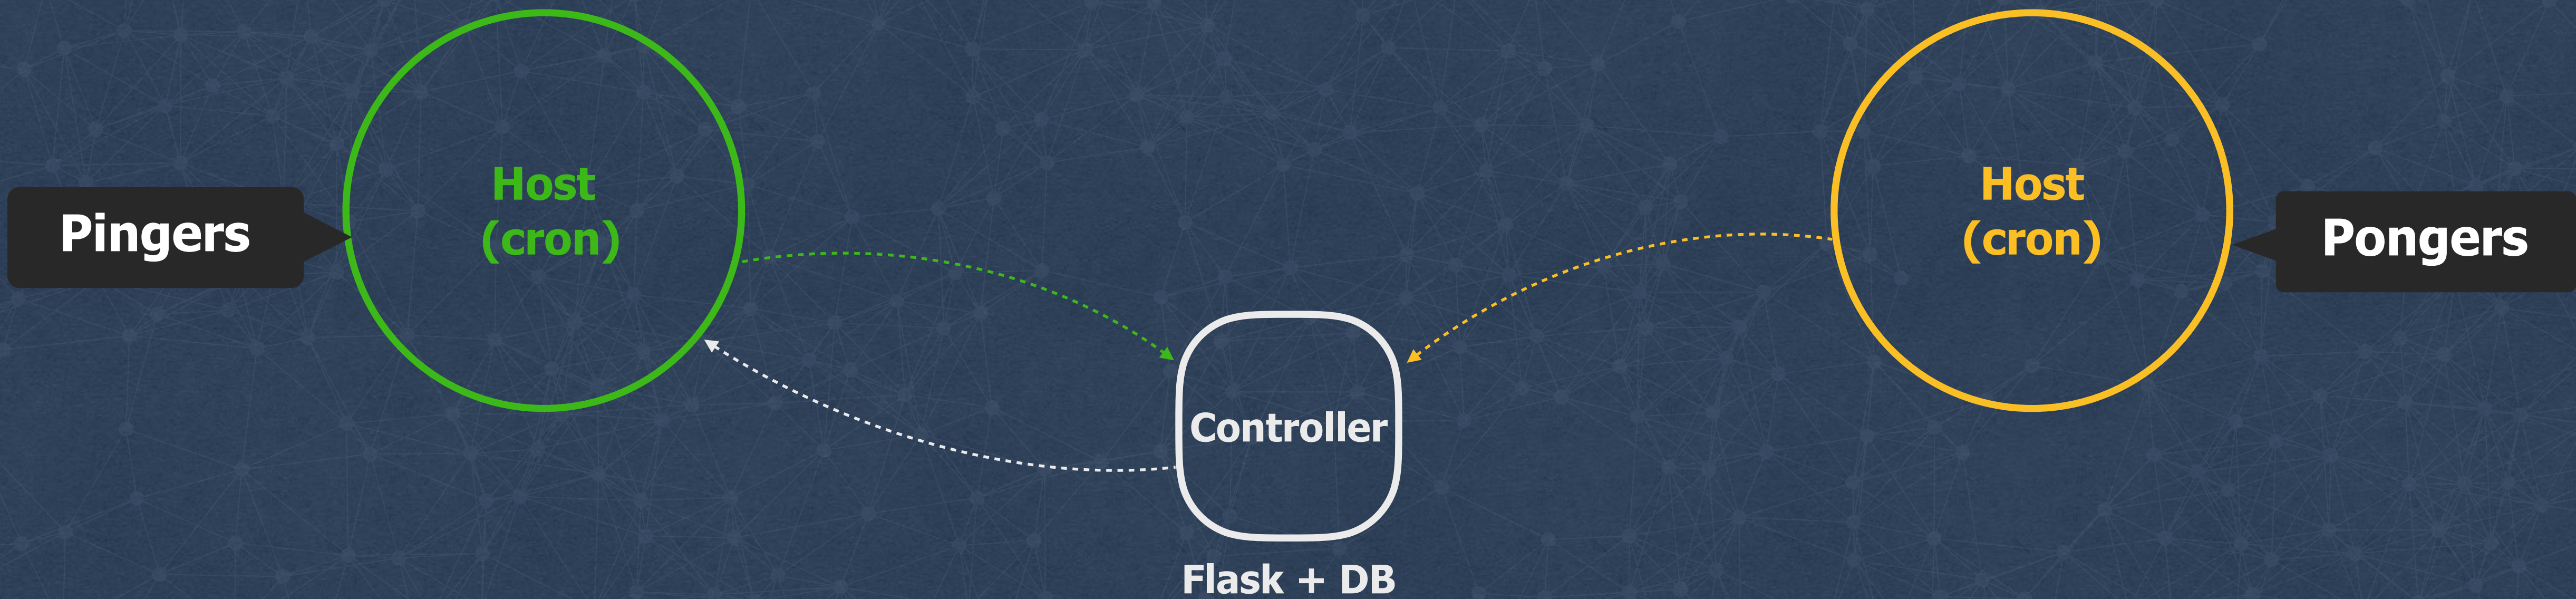 Pingers
Host
(cron)
Controller
Flask + DB
Host
(cron)
Pongers